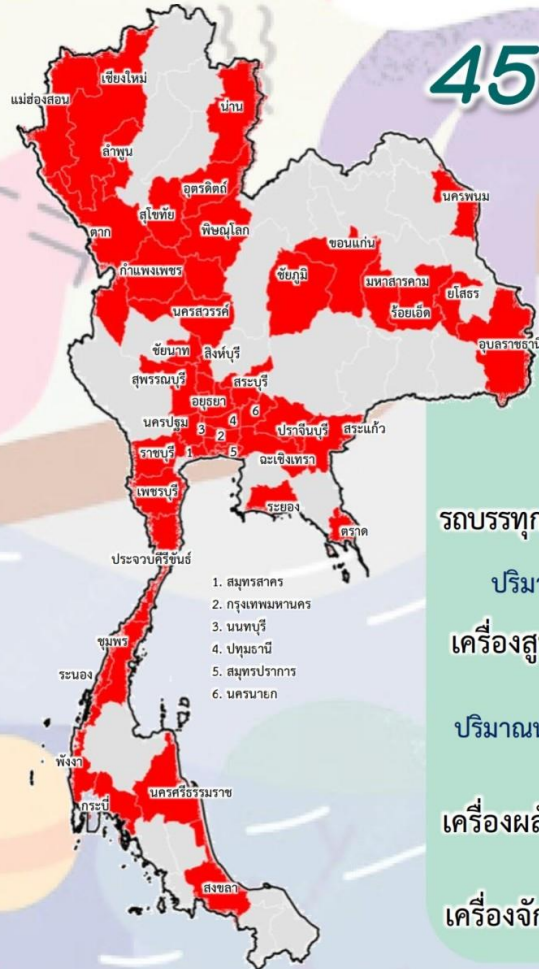 45
แม่ฮ่องสอน
เชียงใหม่
น่าน
ลำพูน
อุตรดิตถ์
สุโขทัย
ตาก
พิษณุโลก
นครพนม
ขอนแก่น
กำแพงเพชร
ชัยภูมิ
มหาสารคาม
ยโสธร
นครสวรรค์
ร้อยเอ็ด
อุบลราชธานี
ชัยนาท
สิงห์บุรี
สุพรรณบุรี
สระบุรี
อยุธยา
6
4
นครปฐม
3
2
ปราจีนบุรี
สระแก้ว
ราชบุรี
1
5
ฉะเชิงเทรา
เพชรบุรี
ระยอง
ตราด
ประจวบคีรีขันธ์
1. สมุทรสาคร
2. กรุงเทพมหานคร
3. นนทบุรี
4. ปทุมธานี
5. สมุทรปราการ
6. นครนายก
ชุมพร
ระนอง
พังงา
กระบี่
นครศรีธรรมราช
สงขลา
รถบรรทุก
ปริมา
เครื่องสู
ปริมาณ
เครื่องผลิ
เครื่องจัก